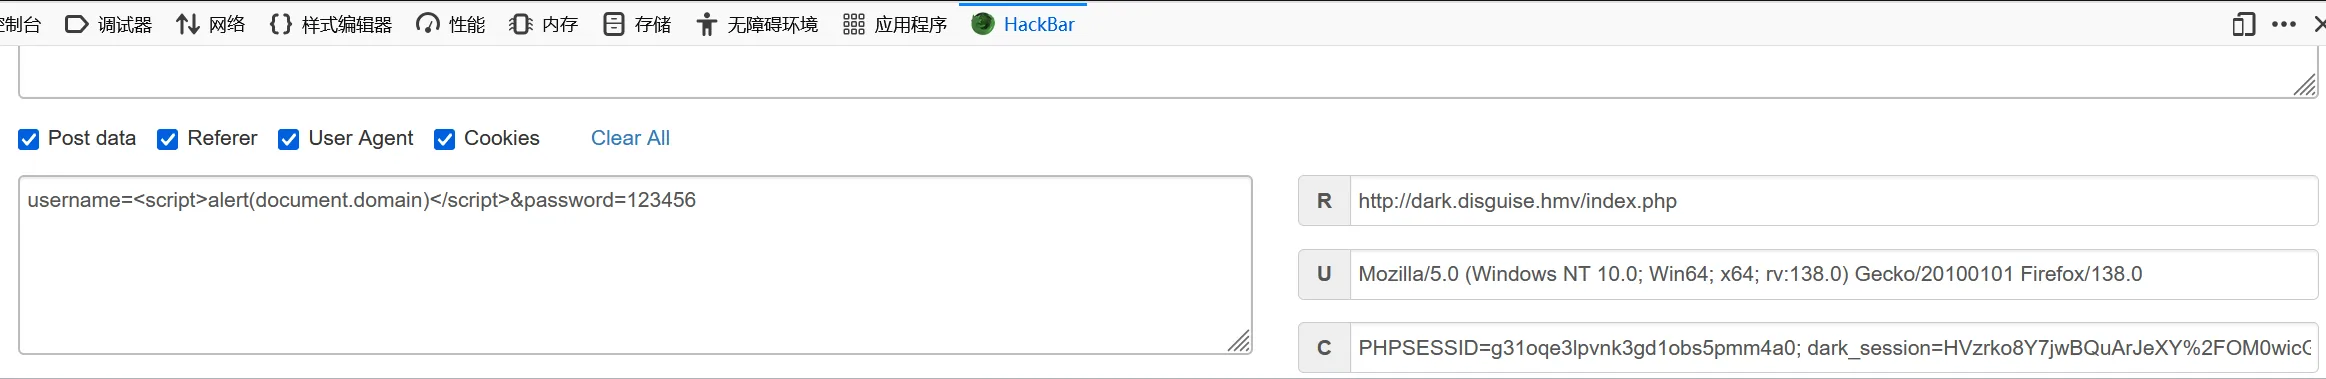 控制台 调试器 网络 样式编辑器 性能 内存 存储 无障碍环境 应用程序 HackBar
Post data Referer User Agent Cookies Clear All
username=<script>alert(document.domain)</script>&password=123456
R http://dark.disguise.hmv/index.php
U Mozilla/5.0 (Windows NT 10.0; Win64; x64; rv:138.0) Gecko/20100101 Firefox/138.0
C PHPSESSID=g31oqe3lpvnk3gd1obs5pmm4a0; dark_session=HVzrko8Y7jwBQuArJeXY%2FOM0wicG